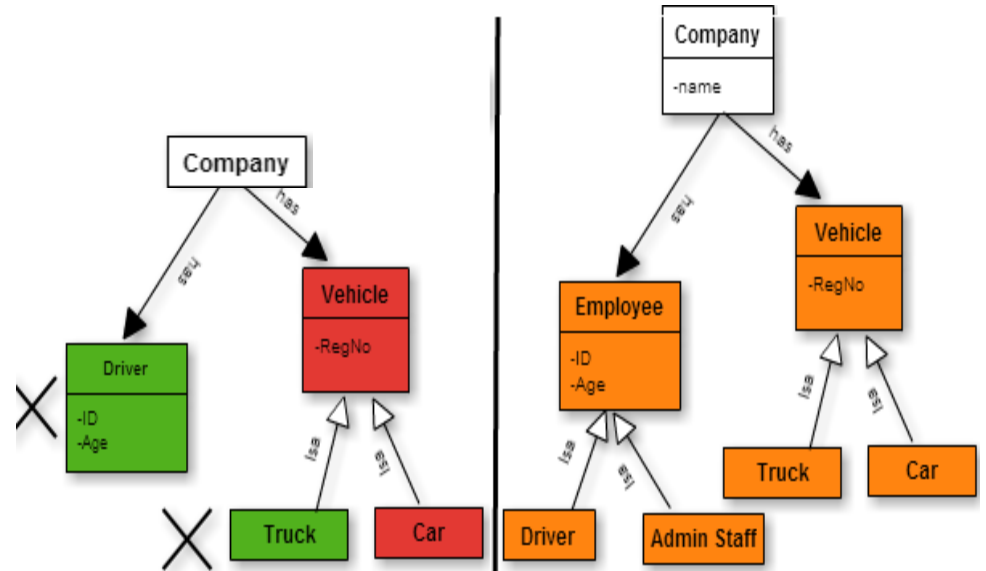 Company
has
has
Driver
-ID
-Age
Vehicle
-RegNo
Isa
Isa
Truck
Car
Company
-name
has
has
Employee
-ID
-Age
Vehicle
-RegNo
Isa
Isa
Isa
Isa
Driver
Admin Staff
Truck
Car